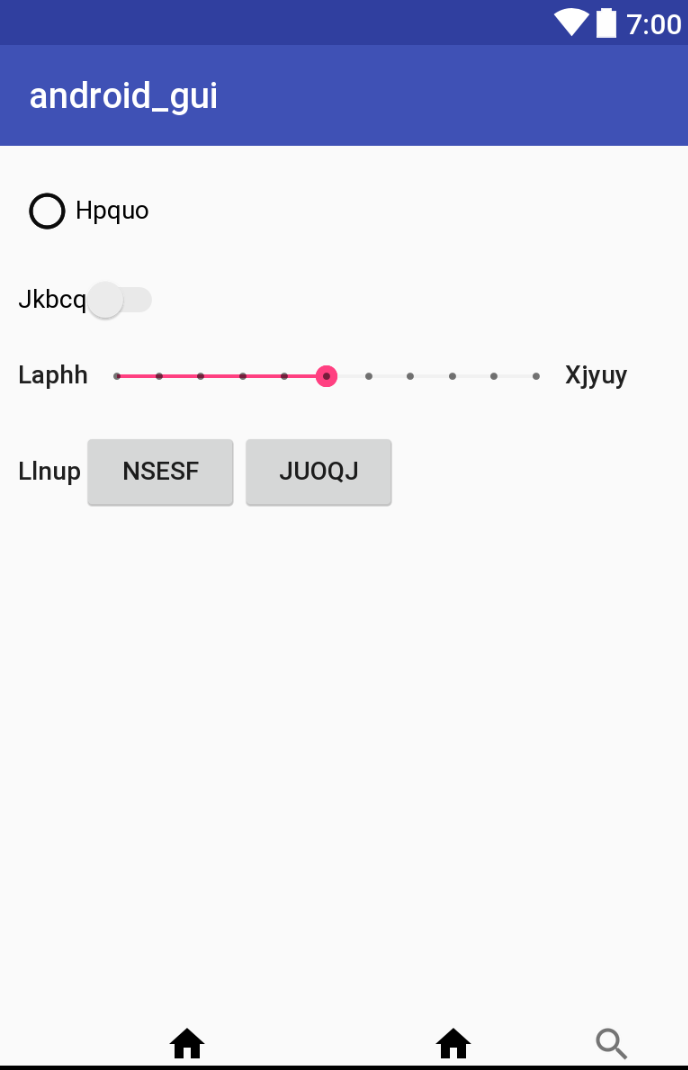 7:00
android_gui
Hpquo
Jkbcq
Laphh Xjyuy
Llnup NSESF JUOQJ